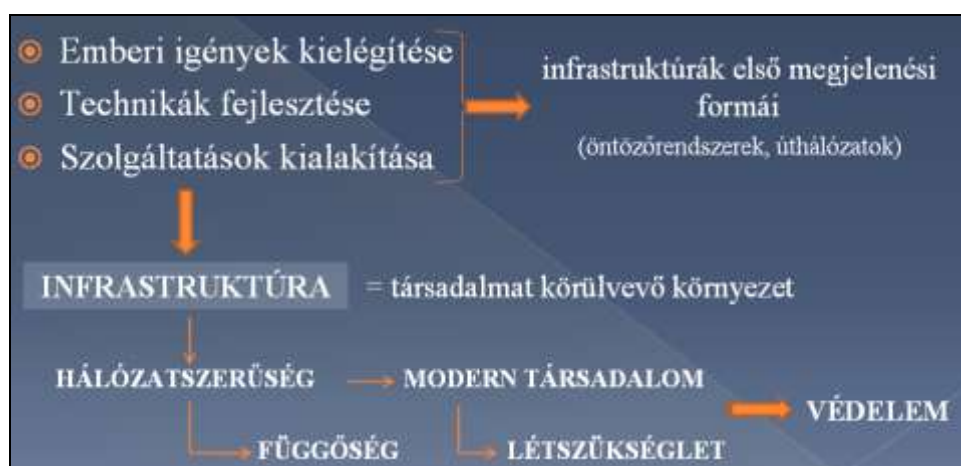 Emberi igények kielégítése
Technikák fejlesztése
Szolgáltatások kialakítása
infrastruktúrák első megjelenési
formái
(öntözőrendszerek, úthálózatok)
INFRASTRUKTÚRA = társadalmat körülvevő környezet
HÁLÓZATSZERŰSÉG
MODERN TÁRSADALOM
VÉDELEM
FÜGGŐSÉG
LÉTSZÜKSÉGLET